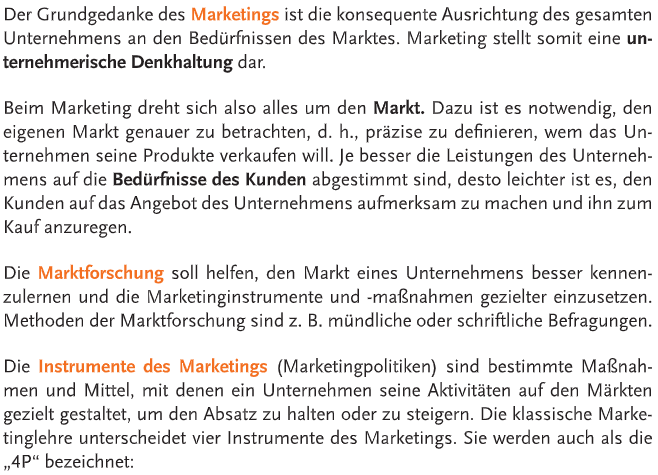 Der Grundgedanke des Marketings ist die konsequente Ausrichtung des gesamten
Unternehmens an den Bedürfnissen des Marktes. Marketing stellt somit eine un-
ternehmerische Denkhaltung dar.
Beim Marketing dreht sich also alles um den Markt. Dazu ist es notwendig, den
eigenen Markt genauer zu betrachten, d. h., präzise zu definieren, wem das Un-
ternehmen seine Produkte verkaufen will. Je besser die Leistungen des Unterneh-
mens auf die Bedürfnisse des Kunden abgestimmt sind, desto leichter ist es, den
Kunden auf das Angebot des Unternehmens aufmerksam zu machen und ihn zum
Kauf anzuregen.
Die Marktforschung soll helfen, den Markt eines Unternehmens besser kennen-
zulernen und die Marketinginstrumente und -maßnahmen gezielter einzusetzen.
Methoden der Marktforschung sind z. B. mündliche oder schriftliche Befragungen.
Die Instrumente des Marketings (Marketingpolitiken) sind bestimmte Maßnah-
men und Mittel, mit denen ein Unternehmen seine Aktivitäten auf den Märkten
gezielt gestaltet, um den Absatz zu halten oder zu steigern. Die klassische Marke-
tinglehre unterscheidet vier Instrumente des Marketings. Sie werden auch als die
„4P“ bezeichnet: